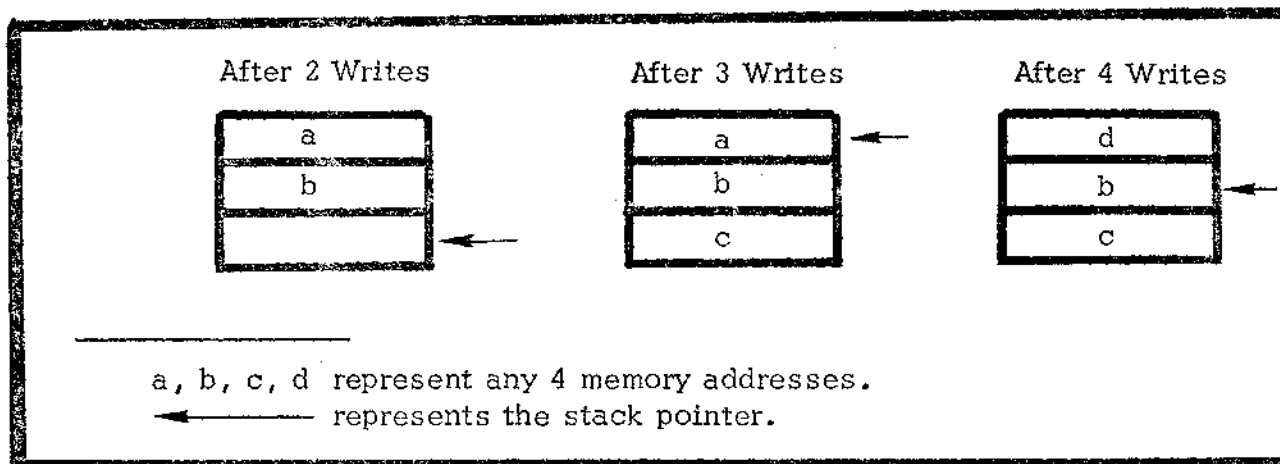 After 2 Writes After 3 Writes After 4 Writes
a a d
b b b
c c
a, b, c, d represent any 4 memory addresses.
represents the stack pointer.